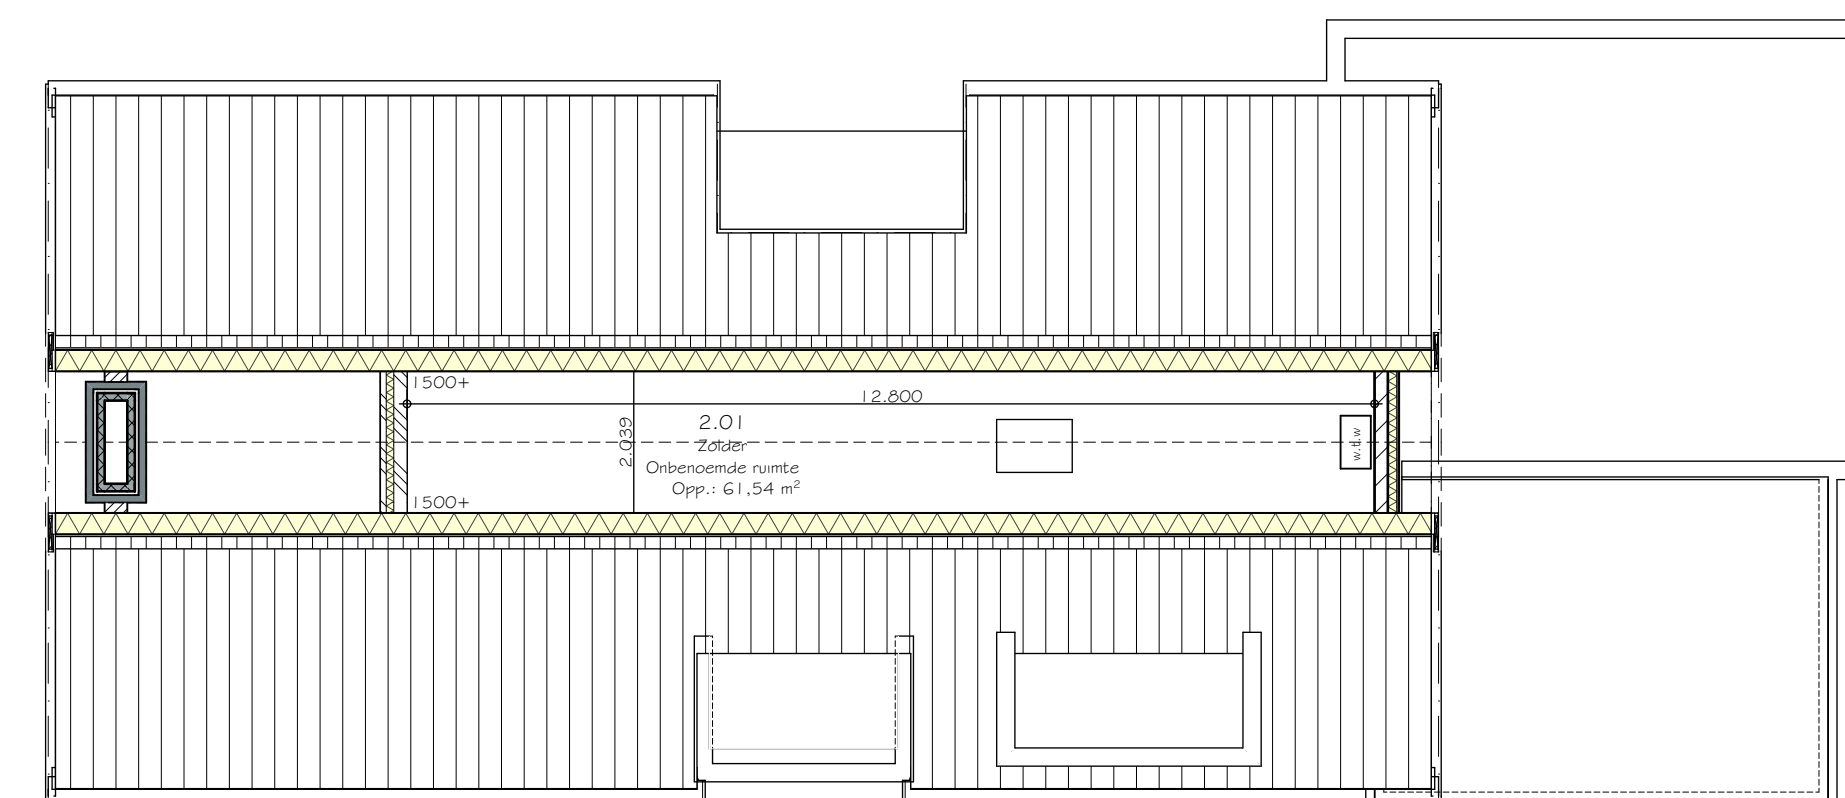 1500+
12.800
2.01
Zolder
Onbenoemde ruimte
Opp.: 61,54 m²
2.039
w.t.w
1500+